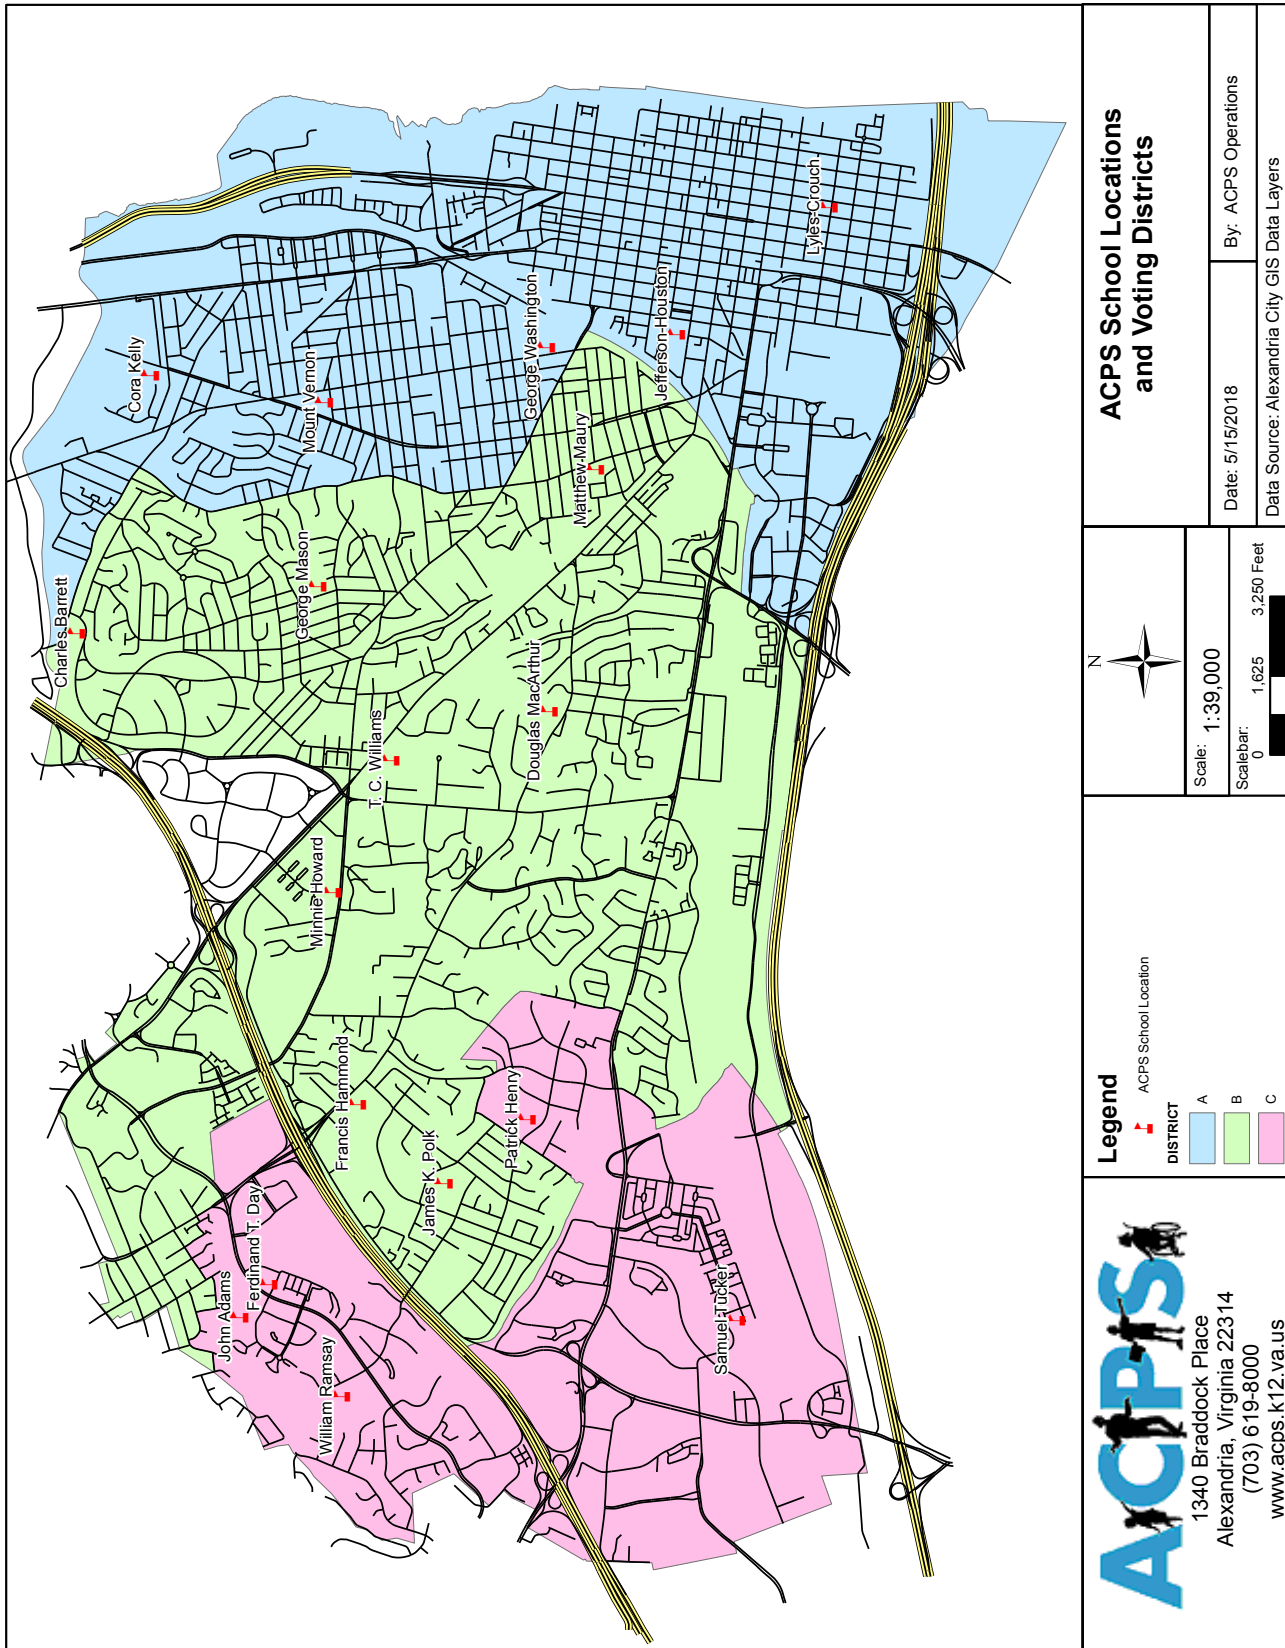 Charles Barrett
Cora Kelly
Mount Vernon
George Mason
George Washington
Matthew-Maury
Jefferson-Houston
Lyles-Crouch
T. C. Williams
Douglas MacArthur
Minnie Howard
Francis Hammond
James K. Polk
Patrick Henry
John Adams
Ferdinand T. Day
William Ramsay
Samuel Tucker
ACPS
1340 Braddock Place
Alexandria, Virginia 22314
(703) 619-8000
www.acps.k12.va.us
Legend
ACPS School Location
DISTRICT
A
B
C
N
Scale: 1:39,000
Scalebar:
0 1,625 3,250 Feet
ACPS School Locations
and Voting Districts
Date: 5/15/2018
By: ACPS Operations
Data Source: Alexandria City GIS Data Layers